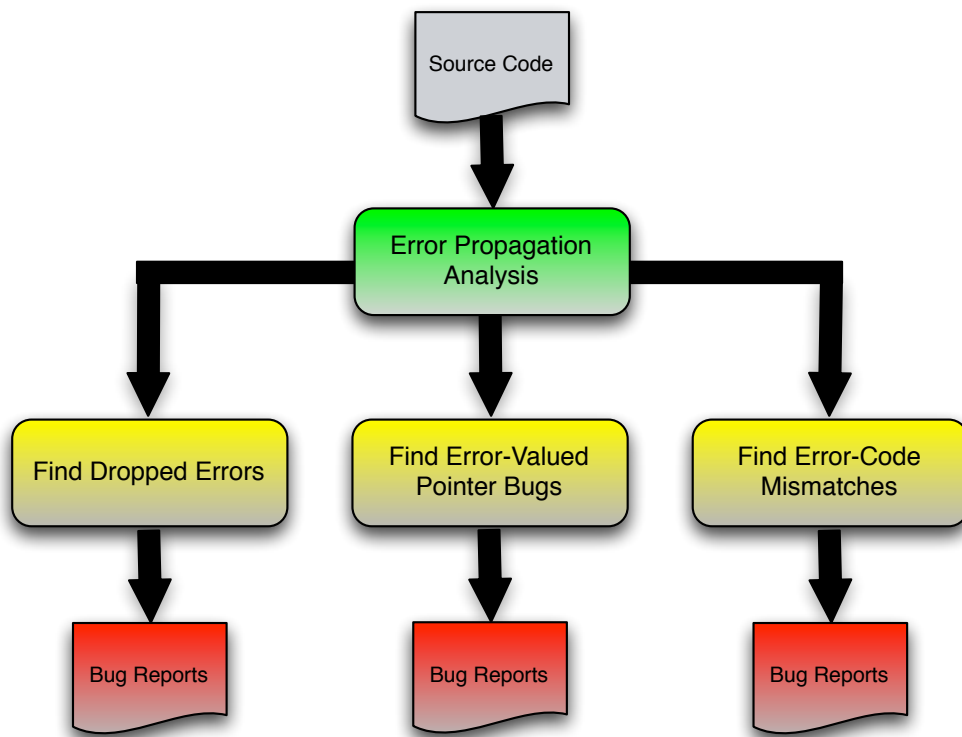 Source Code
Error Propagation
Analysis
Find Dropped Errors
Find Error-Valued
Pointer Bugs
Find Error-Code
Mismatches
Bug Reports
Bug Reports
Bug Reports